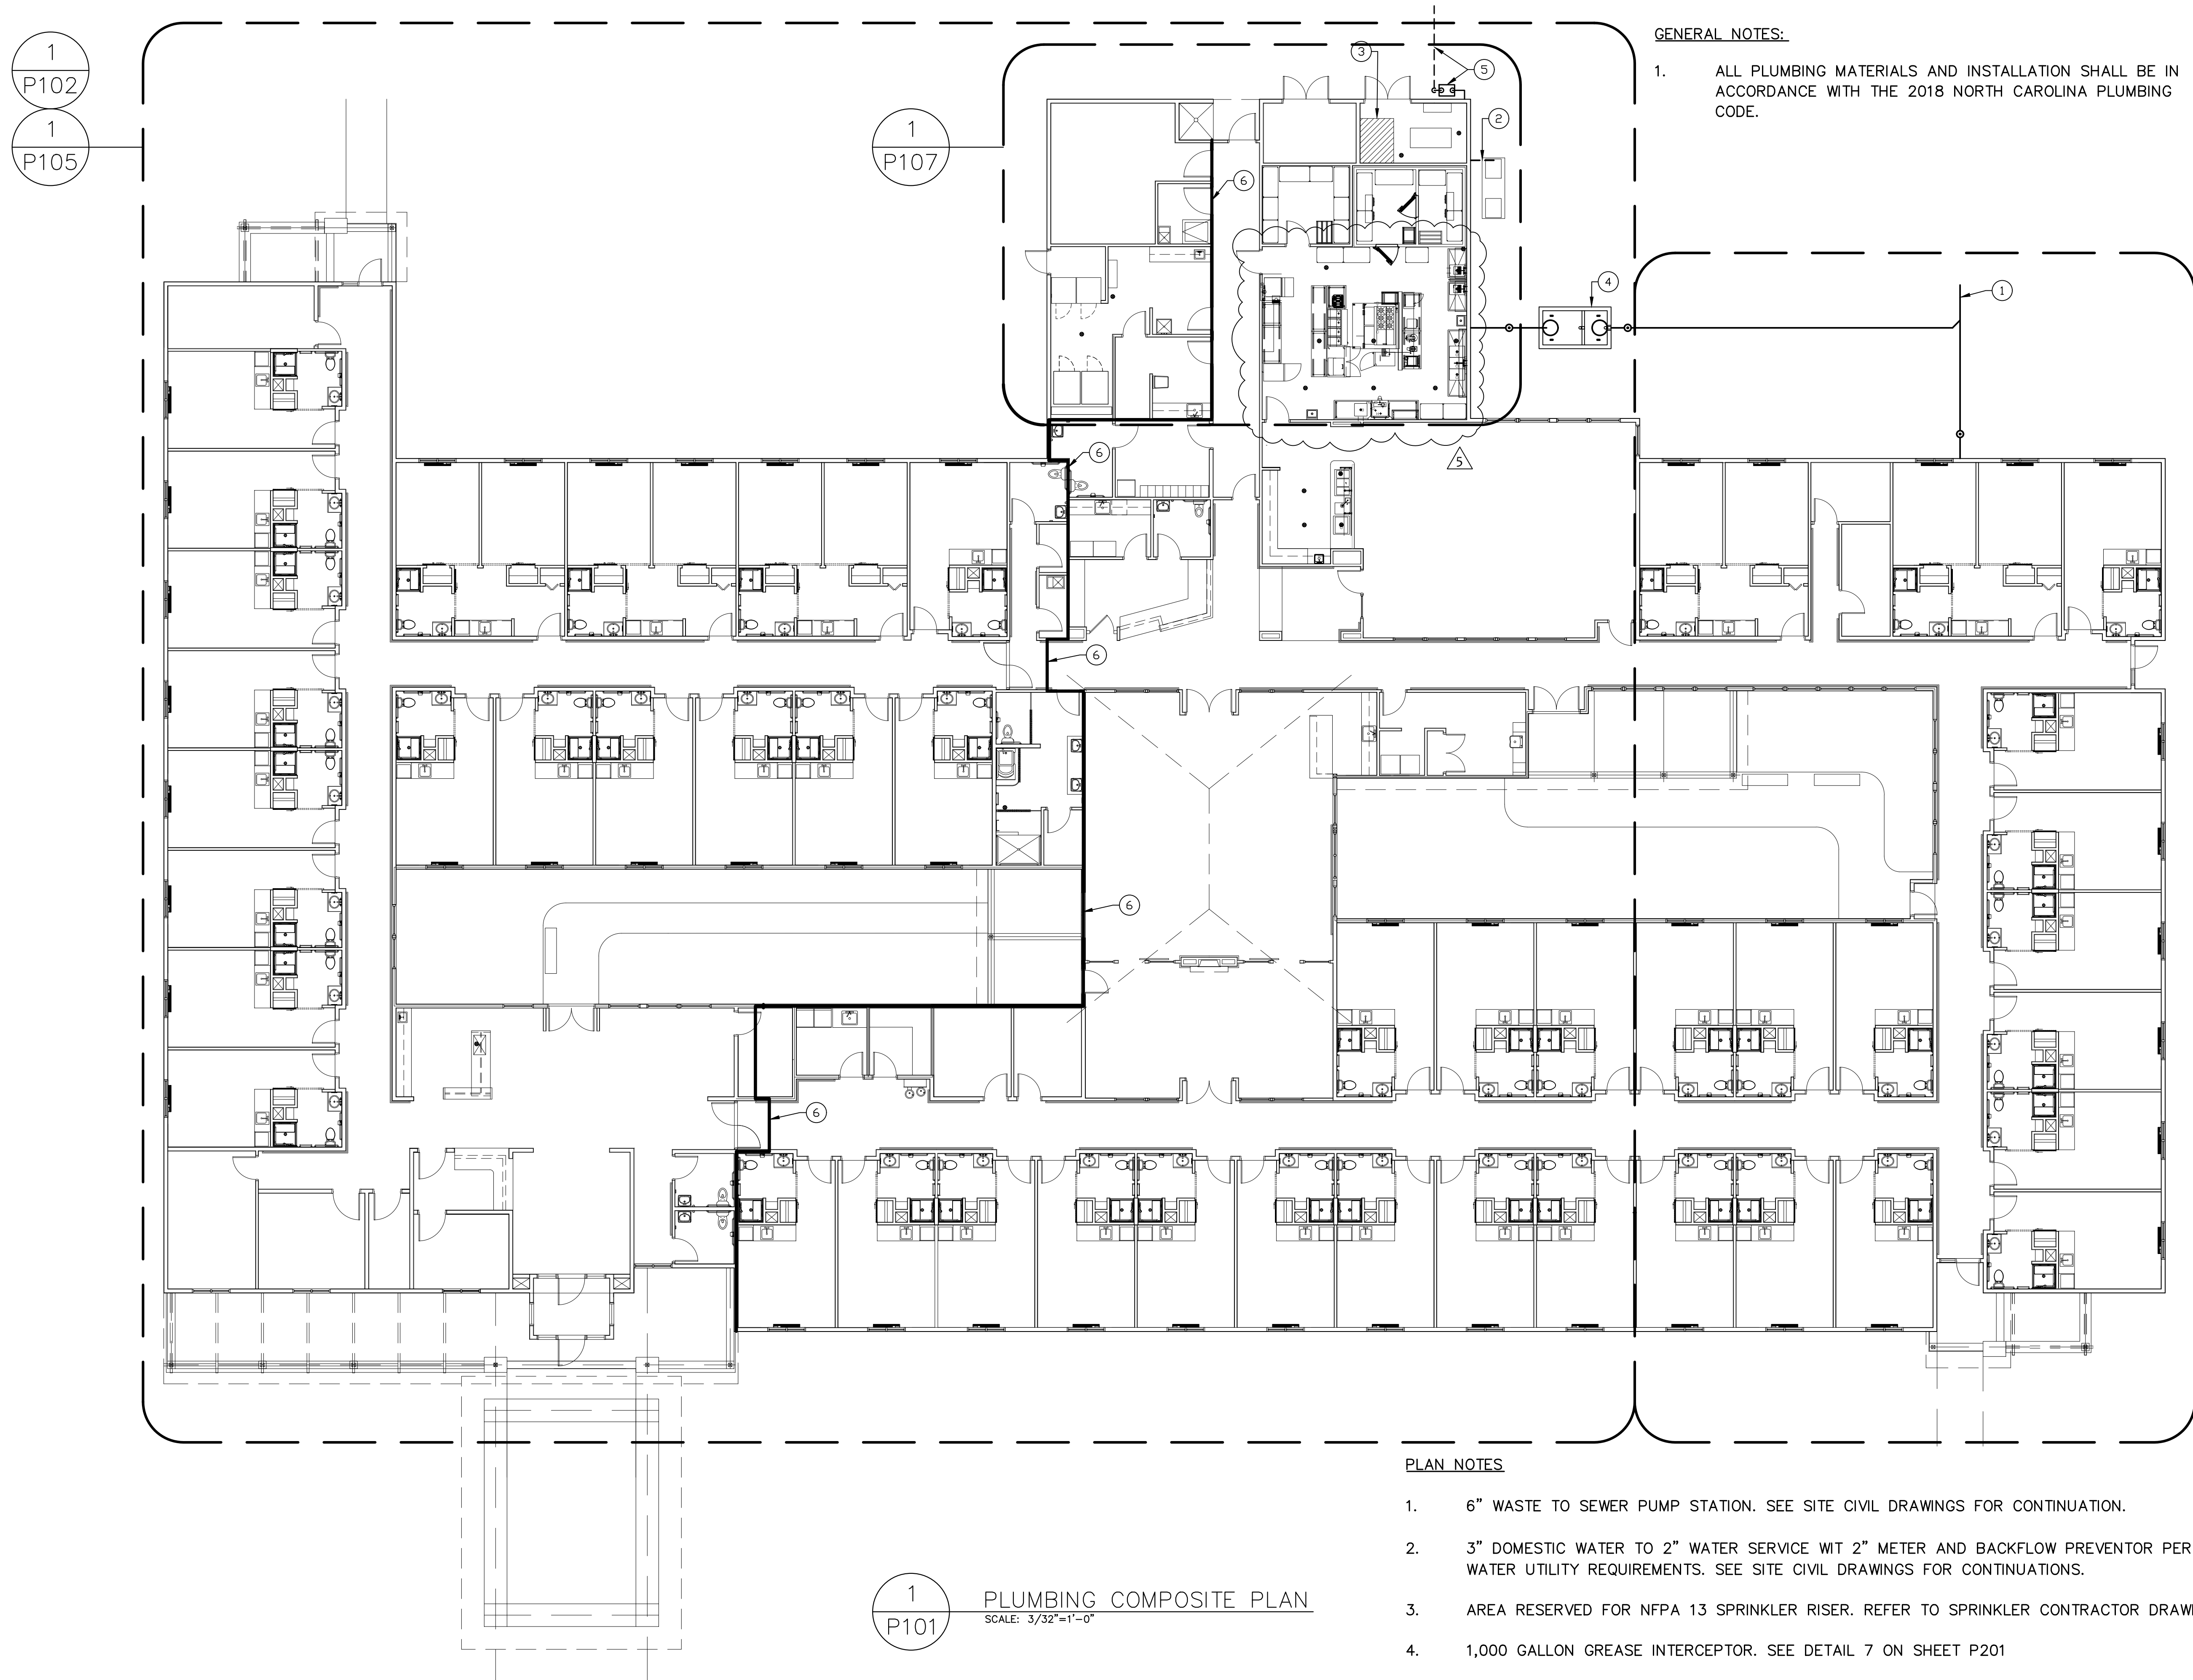 1
P102
1
P105
1
P107
3
5
2
6
4
1
6
5
6
6
6
GENERAL NOTES:
1. ALL PLUMBING MATERIALS AND INSTALLATION SHALL BE IN
ACCORDANCE WITH THE 2018 NORTH CAROLINA PLUMBING
CODE.
PLAN NOTES
1. 6" WASTE TO SEWER PUMP STATION. SEE SITE CIVIL DRAWINGS FOR CONTINUATION.
2. 3" DOMESTIC WATER TO 2" WATER SERVICE WIT 2" METER AND BACKFLOW PREVENTOR PER
WATER UTILITY REQUIREMENTS. SEE SITE CIVIL DRAWINGS FOR CONTINUATIONS.
3. AREA RESERVED FOR NFPA 13 SPRINKLER RISER. REFER TO SPRINKLER CONTRACTOR
4. 1,000 GALLON GREASE INTERCEPTOR. SEE DETAIL 7 ON SHEET P201
1
P101
PLUMBING COMPOSITE PLAN
SCALE: 3/32"=1'-0"